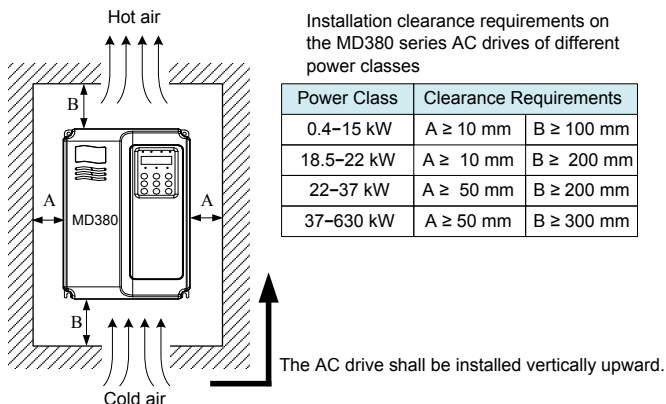 Hot air
Installation clearance requirements on
the MD380 series AC drives of different
power classes
Power Class Clearance Requirements
0.4–15 kW A ≥ 10 mm B ≥ 100 mm
18.5–22 kW A ≥ 10 mm B ≥ 200 mm
22–37 kW A ≥ 50 mm B ≥ 200 mm
37–630 kW A ≥ 50 mm B ≥ 300 mm
B
A
MD380
A
B
The AC drive shall be installed vertically upward.
Cold air